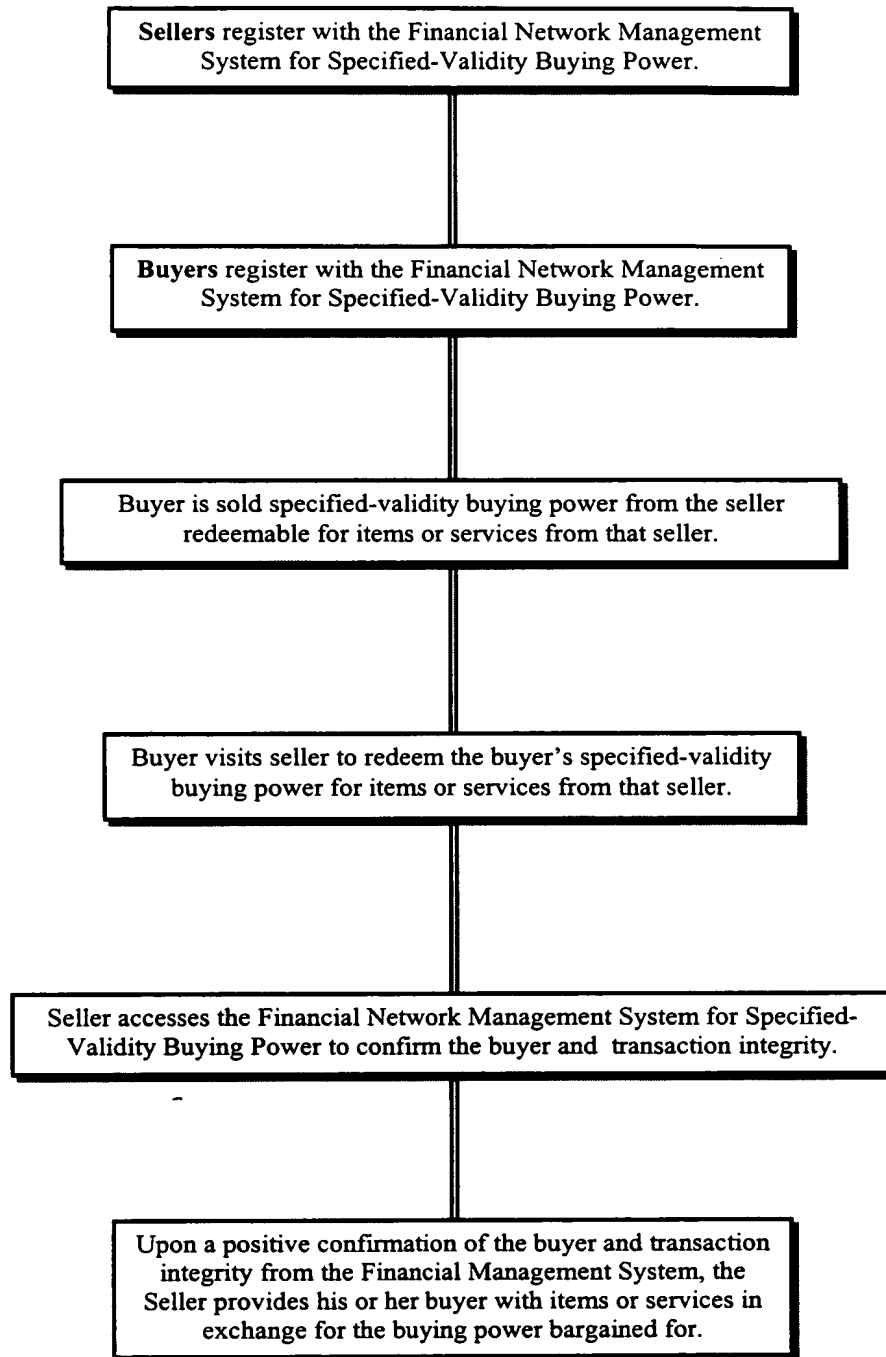 Sellers register with the Financial Network Management
System for Specified-Validity Buying Power.
Buyers register with the Financial Network Management
System for Specified-Validity Buying Power.
Buyer is sold specified-validity buying power from the seller
redeemable for items or services from that seller.
Buyer visits seller to redeem the buyer's specified-validity
buying power for items or services from that seller.
Seller accesses the Financial Network Management System for Specified-
Validity Buying Power to confirm the buyer and transaction integrity.
Upon a positive confirmation of the buyer and transaction
integrity from the Financial Management System, the
Seller provides his or her buyer with items or services in
exchange for the buying power bargained for.